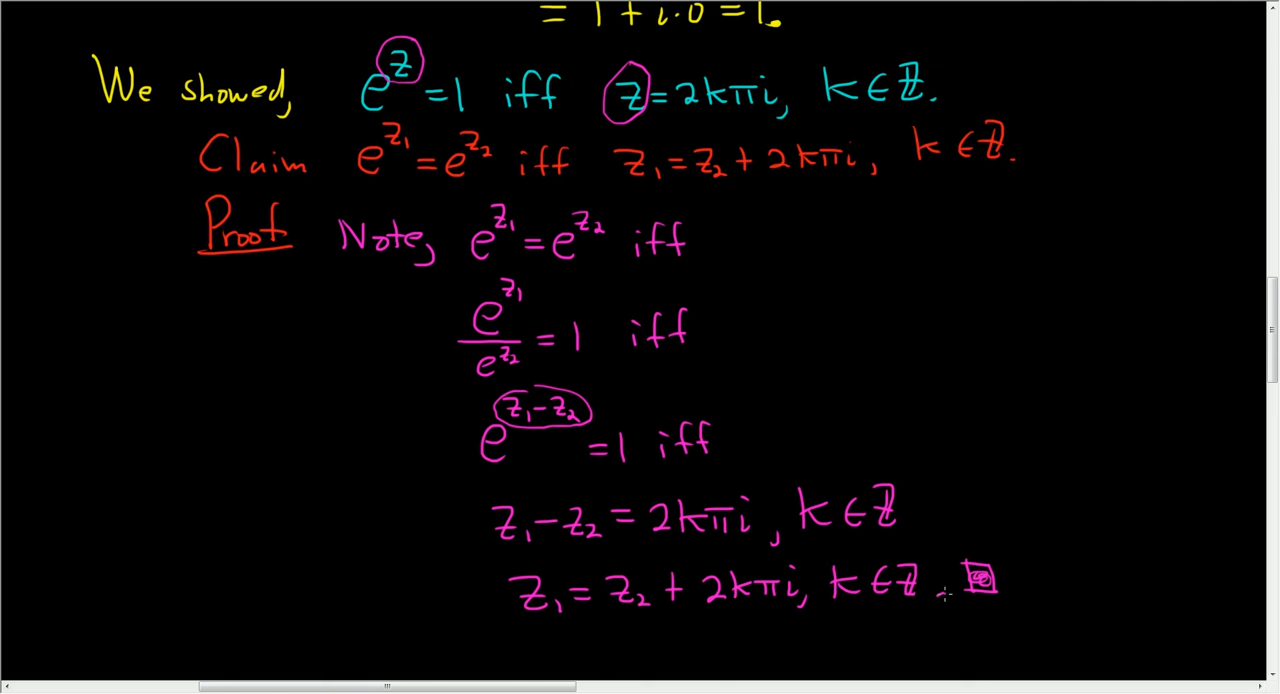 = 1 + i·0 = 1.
We showed, e^z = 1 iff z = 2kπi, k ∈ ℤ.
Claim e^z₁ = e^z₂ iff z₁ = z₂ + 2kπi, k ∈ ℤ.
Proof Note, e^z₁ = e^z₂ iff
e^z₁ / e^z₂ = 1 iff
e^(z₁ - z₂) = 1 iff
z₁ - z₂ = 2kπi, k ∈ ℤ
z₁ = z₂ + 2kπi, k ∈ ℤ.